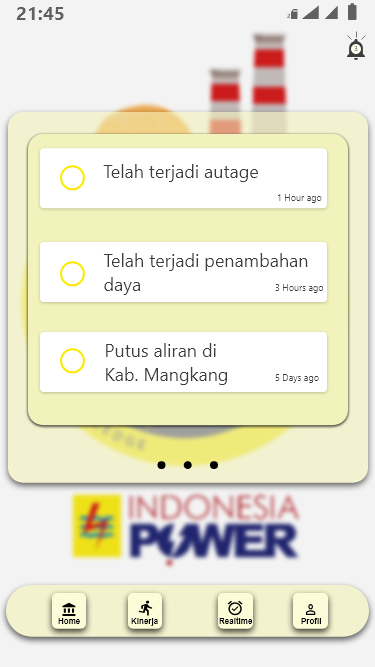 21:45
3
Telah terjadi autage
1 Hour ago
Telah terjadi penambahan
daya
3 Hours ago
Putus aliran di
Kab. Mangkang
5 Days ago
EDGE
INDONESIA
POWER
Home
Kinerja
Realtime
Profil